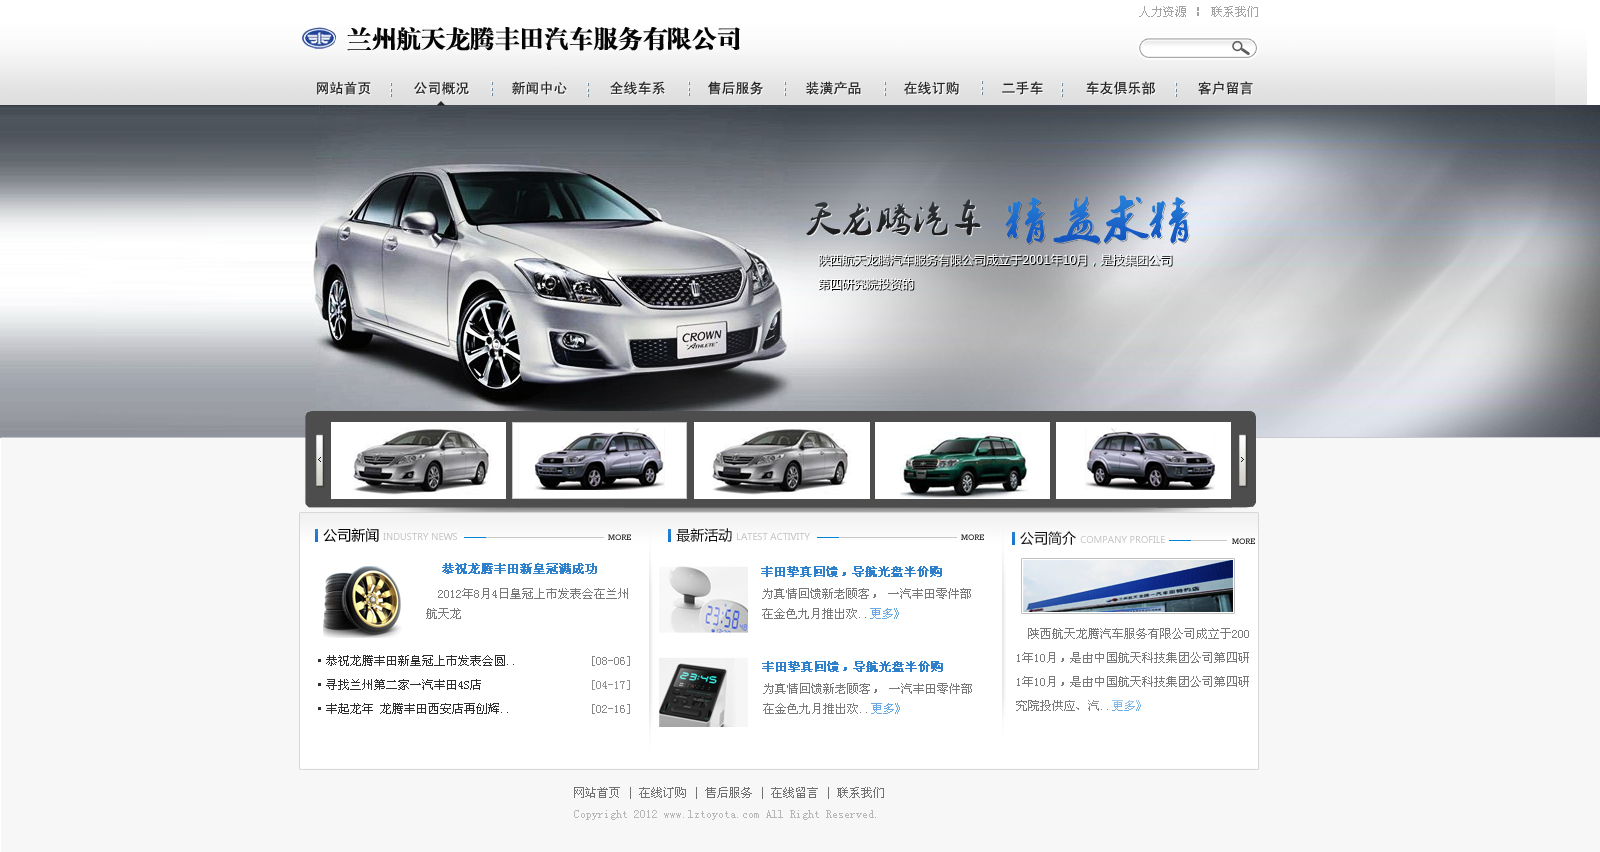 人力资源 联系我们
兰州航天龙腾丰田汽车服务有限公司
网站首页 公司概况 新闻中心 全线车系 售后服务 装潢产品 在线订购 二手车 车友俱乐部 客户留言
天龙腾汽车 精益求精
陕西航天龙腾汽车服务有限公司成立于2001年10月，是技集团公司
第四研究院投资的
CROWN
ATHLETE
公司新闻 INDUSTRY NEWS MORE
恭祝龙腾丰田新皇冠满成功
2012年8月4日皇冠上市发表会在兰州
航天龙
恭祝龙腾丰田新皇冠上市发表会圆.. [08-06]
寻找兰州第二家一汽丰田4S店 [04-17]
丰起龙年 龙腾丰田西安店再创辉.. [02-16]
最新活动 LATEST ACTIVITY MORE
丰田挚真回馈，导航光盘半价购
为真情回馈新老顾客， 一汽丰田零件部
在金色九月推出欢..更多》
23:58
丰田挚真回馈，导航光盘半价购
为真情回馈新老顾客， 一汽丰田零件部
在金色九月推出欢..更多》
23:45
公司简介 COMPANY PROFILE MORE
陕西航天龙腾汽车服务有限公司成立于200
1年10月，是由中国航天科技集团公司第四研
1年10月，是由中国航天科技集团公司第四研
究院投供应、汽..更多》
网站首页 | 在线订购 | 售后服务 | 在线留言 | 联系我们
Copyright 2012 www.lztoyota.com All Right Reserved.